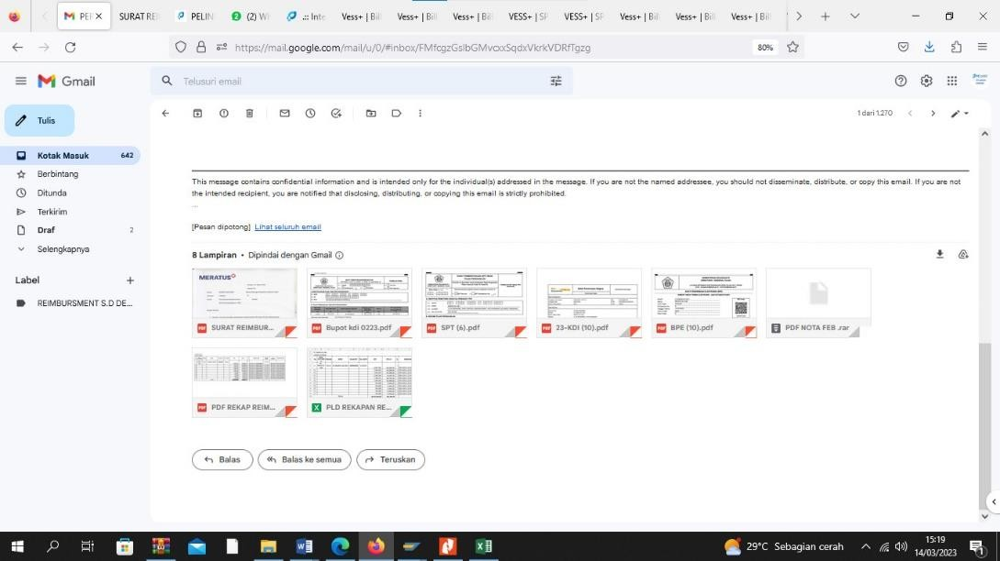 PEF
SURAT REI
PELIN
(2) W
.:: Inte
Vess+ | Bil
Vess+ | Bil
Vess+ | Bil
VESS+ | SP
VESS+ | SP
Vess+ | Bil
Vess+ | Bil
Vess+ | Bil
https://mail.google.com/mail/u/0/#inbox/FMfcgzGslbGMvcxxSqdxVkrkVDRfTgzg
80%
Gmail
Telusuri email
Tulis
1 dari 1.270
Kotak Masuk 642
Berbintang
Ditunda
Terkirim
Draf 2
Selengkapnya
Label
REIMBURSMENT S.D DE...
This message contains confidential information and is intended only for the individual(s) addressed in the message. If you are not the named addressee, you should not disseminate, distribute, or copy this email. If you are not
the intended recipient, you are notified that disclosing, distributing, or copying this email is strictly prohibited.
...
[Pesan dipotong] Lihat seluruh email
8 Lampiran • Dipindai dengan Gmail
MERATUS
SURAT REIMBUR...
Bupot kdi 0223.pdf
SPT (6).pdf
23-KDI (10).pdf
BPE (10).pdf
PDF NOTA FEB .rar
PDF REKAP REIM...
PLD REKAPAN RE...
Balas
Balas ke semua
Teruskan
29°C Sebagian cerah
15:19
14/03/2023
1